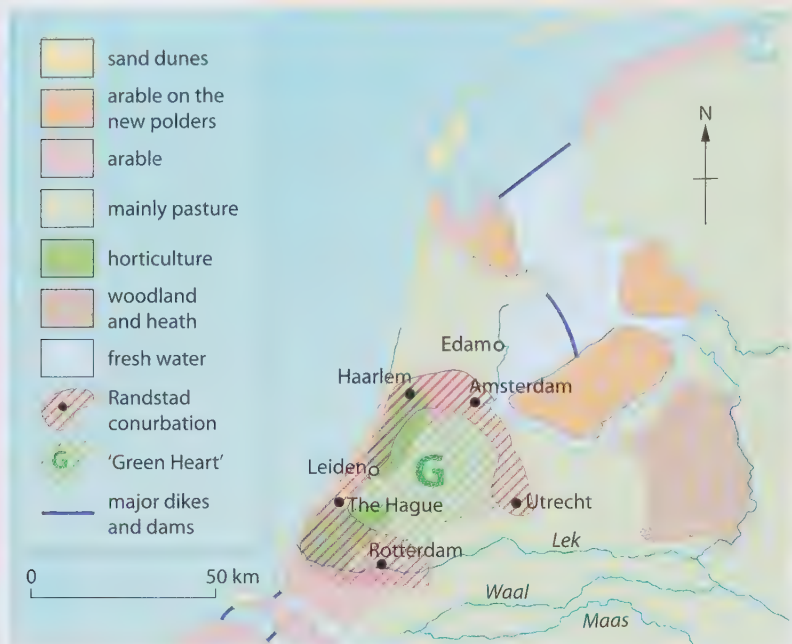 sand dunes
arable on the
new polders
arable
mainly pasture
horticulture
woodland
and heath
fresh water
Randstad
conurbation
G
'Green Heart'
major dikes
and dams
0
50 km
N
Edam
Haarlem
Amsterdam
Leiden
G
The Hague
Utrecht
Rotterdam
Lek
Waal
Maas